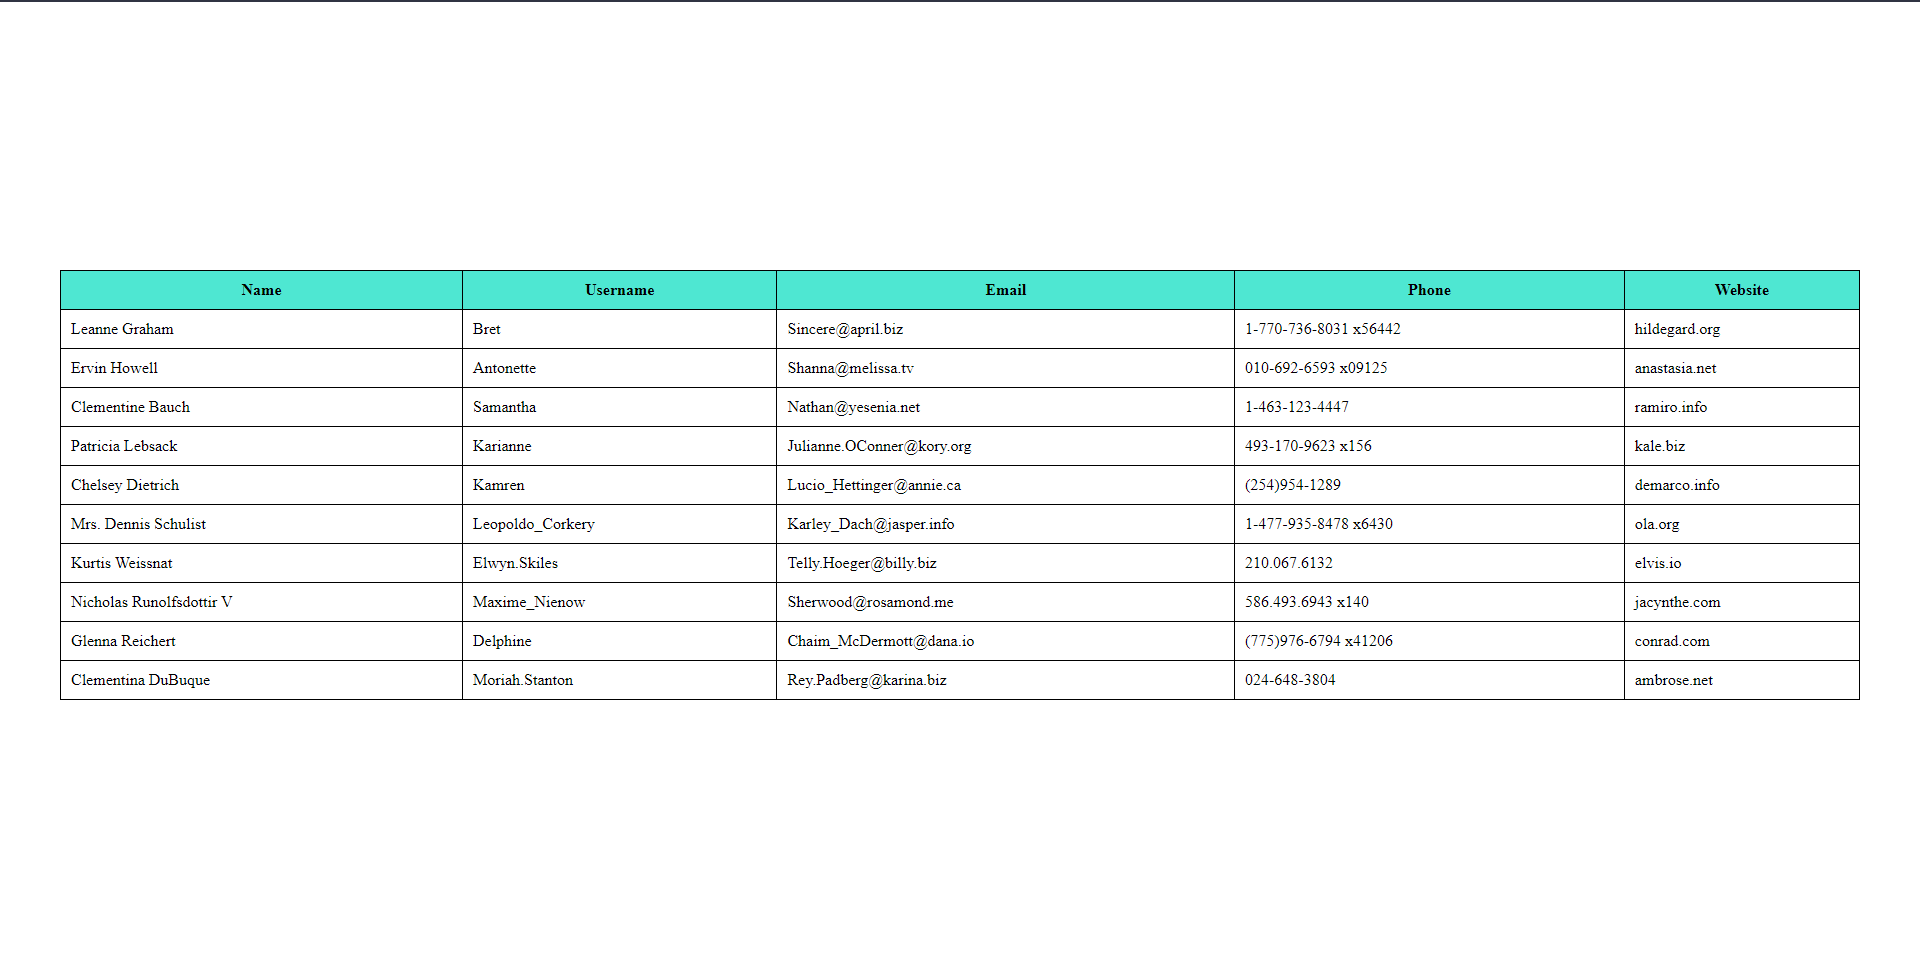 Name Username Email Phone Website
Leanne Graham Bret Sincere@april.biz 1-770-736-8031 x56442 hildegard.org
Ervin Howell Antonette Shanna@melissa.tv 010-692-6593 x09125 anastasia.net
Clementine Bauch Samantha Nathan@yesenia.net 1-463-123-4447 ramiro.info
Patricia Lebsack Karianne Julianne.OConner@kory.org 493-170-9623 x156 kale.biz
Chelsey Dietrich Kamren Lucio_Hettinger@annie.ca (254)954-1289 demarco.info
Mrs. Dennis Schulist Leopoldo_Corkery Karley_Dach@jasper.info 1-477-935-8478 x6430 ola.org
Kurtis Weissnat Elwyn.Skiles Telly.Hoeger@billy.biz 210.067.6132 elvis.io
Nicholas Runolfsdottir V Maxime_Nienow Sherwood@rosamond.me 586.493.6943 x140 jacynthe.com
Glenna Reichert Delphine Chaim_McDermott@dana.io (775)976-6794 x41206 conrad.com
Clementina DuBuque Moriah.Stanton Rey.Padberg@karina.biz 024-648-3804 ambrose.net